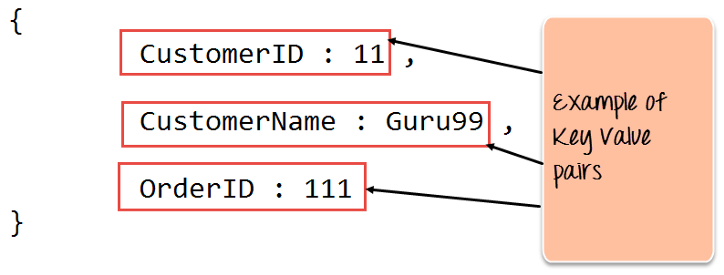 {
CustomerID : 11 ,
CustomerName : Guru99 ,
OrderID : 111
}
Example of
Key Value
pairs